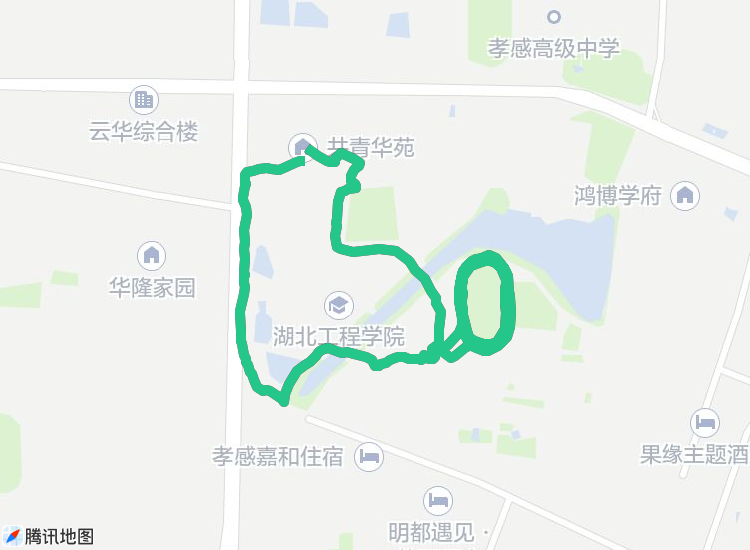 孝感高级中学
云华综合楼
共青华苑
鸿博学府
华隆家园
湖北工程学院
孝感嘉和住宿
果缘主题酒
明都遇见·
腾讯地图